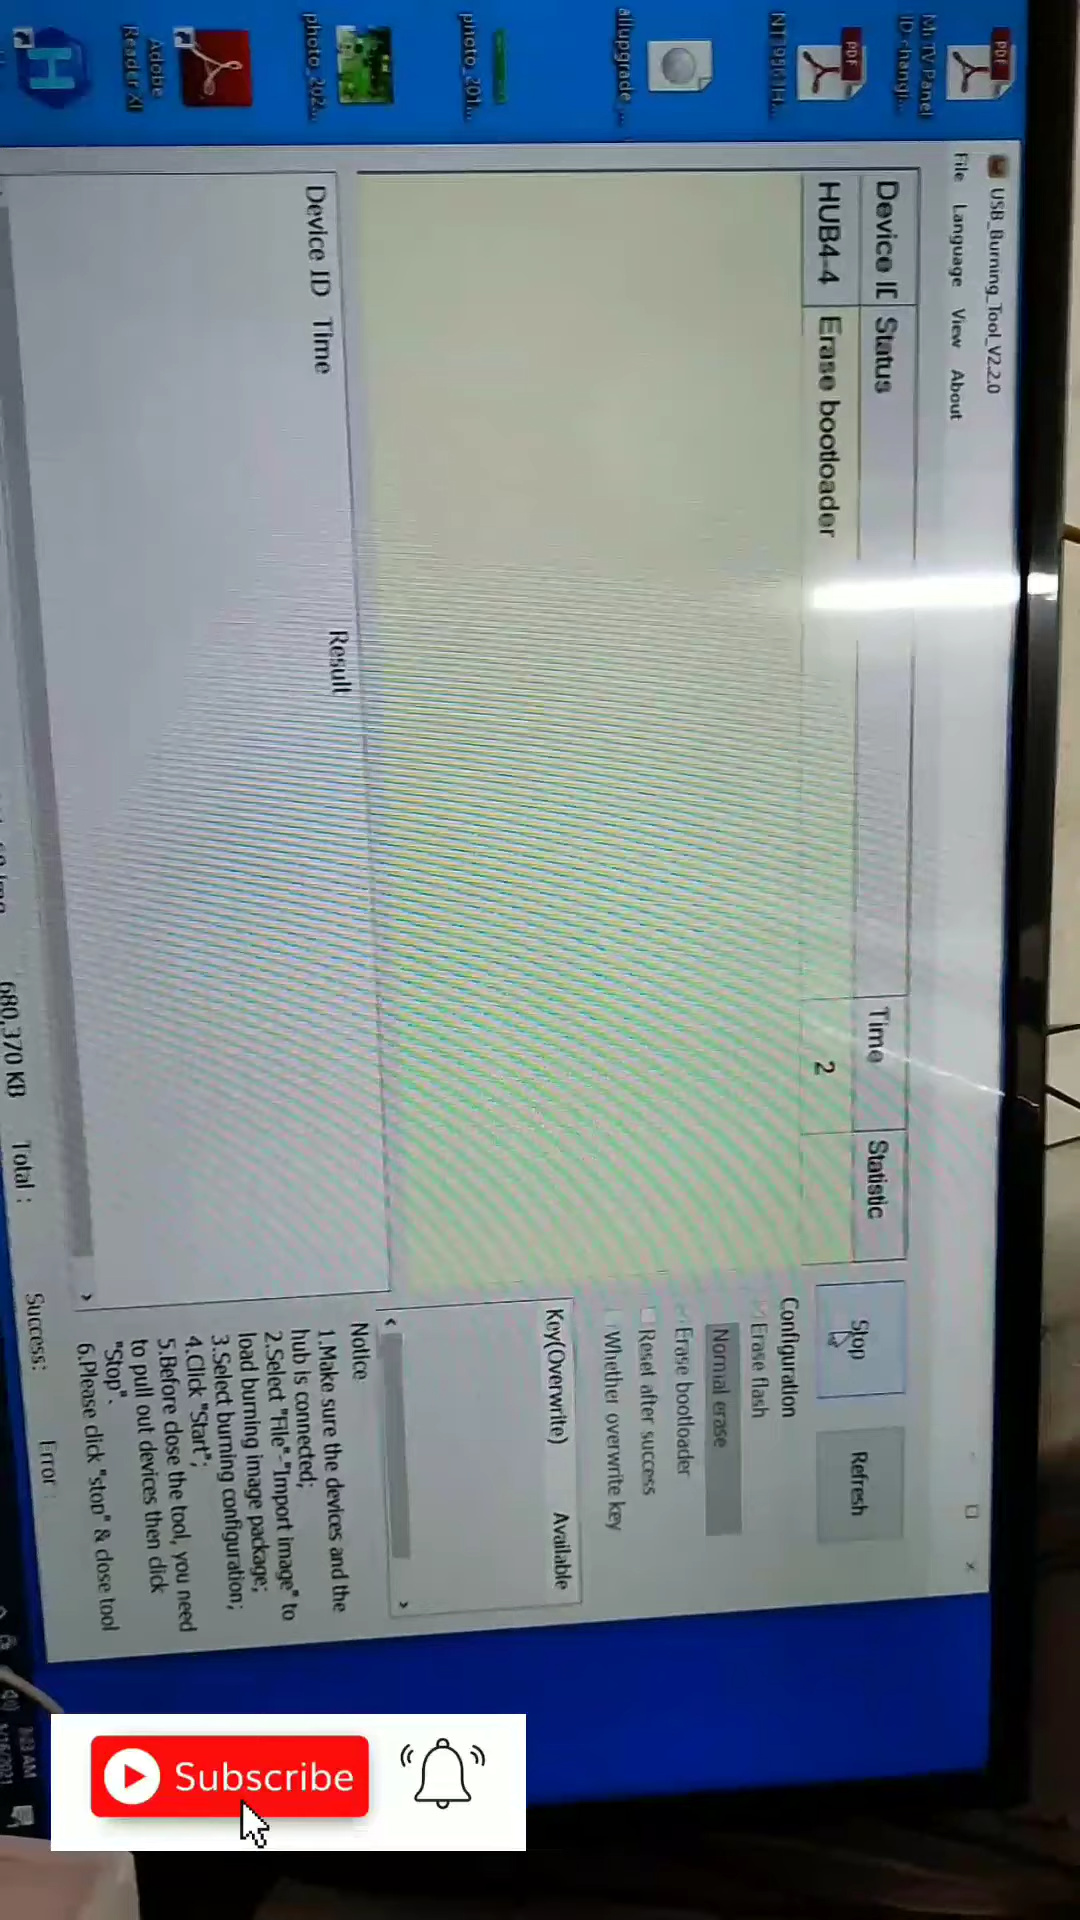 Mi TV Panel
ID chang...
NT 99611...
allupgrade_...
photo_201...
photo_202...
Adobe
Reader XI
USB_Burning_Tool_V2.2.0
File Language View About
Device ID Status Time Statistic
HUB4-4 Erase bootloader 2
Stop Refresh
Configuration
Erase flash
Normal erase
Erase bootloader
Reset after success
Whether overwrite key
Key(Overwrite) Available
Device ID Time Result
Notice
1.Make sure the devices and the
hub is connected;
2.Select "File"-"Import image" to
load burning image package;
3.Select burning configuration;
4.Click "Start";
5.Before close the tool, you need
to pull out devices then click
"Stop".
6.Please click "stop" & close tool
680,370 KB Total : Success: Error :
Subscribe